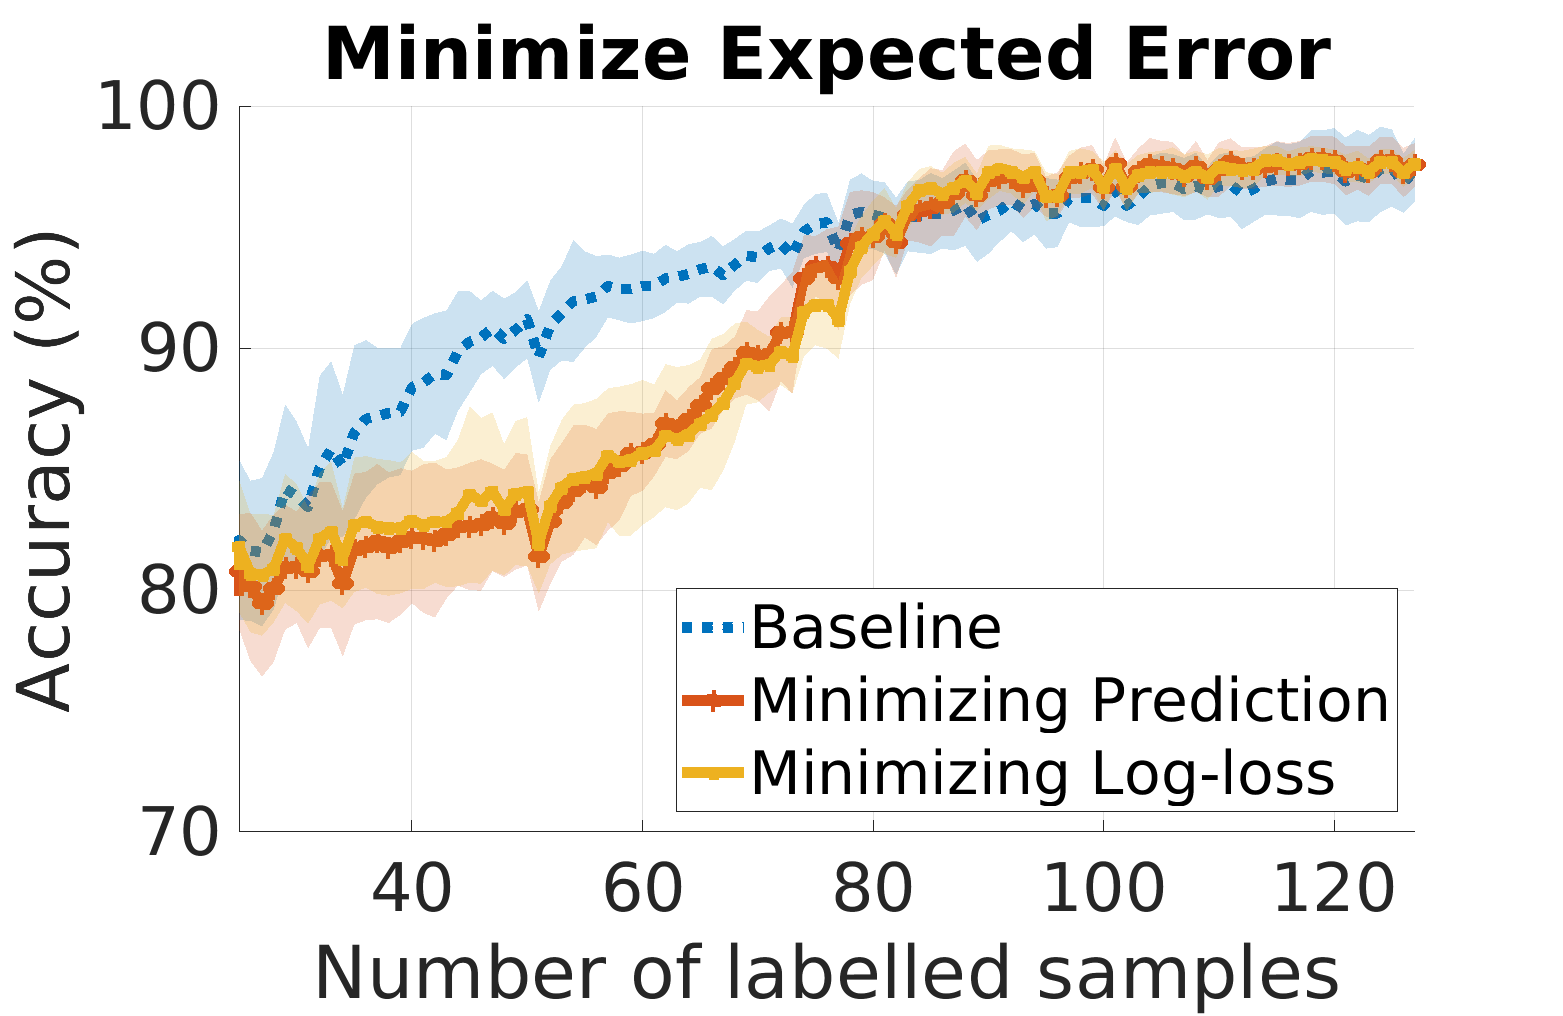 Minimize Expected Error
Accuracy (%)
100
90
80
70
Baseline
Minimizing Prediction
Minimizing Log-loss
40 60 80 100 120
Number of labelled samples